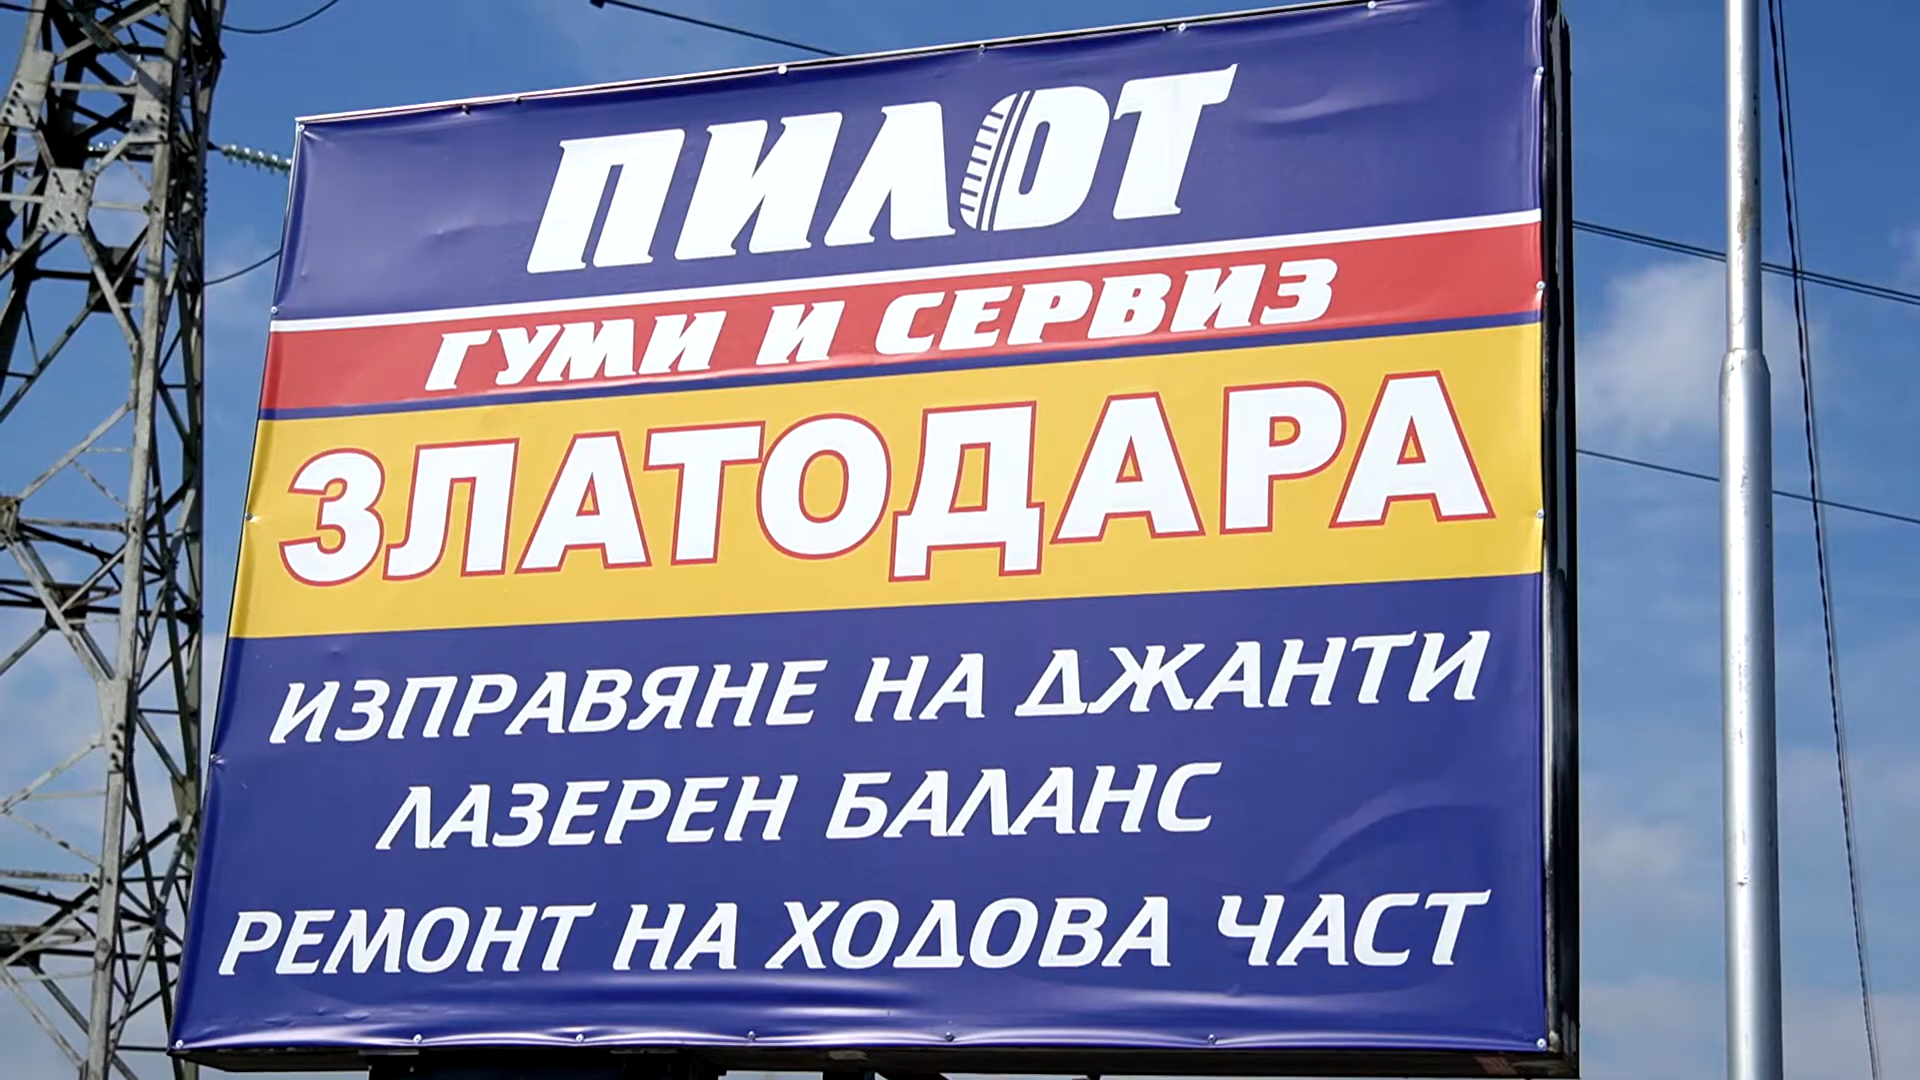 ПИЛОТ
ГУМИ И СЕРВИЗ
ЗЛАТОДАРА
ИЗПРАВЯНЕ НА ДЖАНТИ
ЛАЗЕРЕН БАЛАНС
РЕМОНТ НА ХОДОВА ЧАСТ